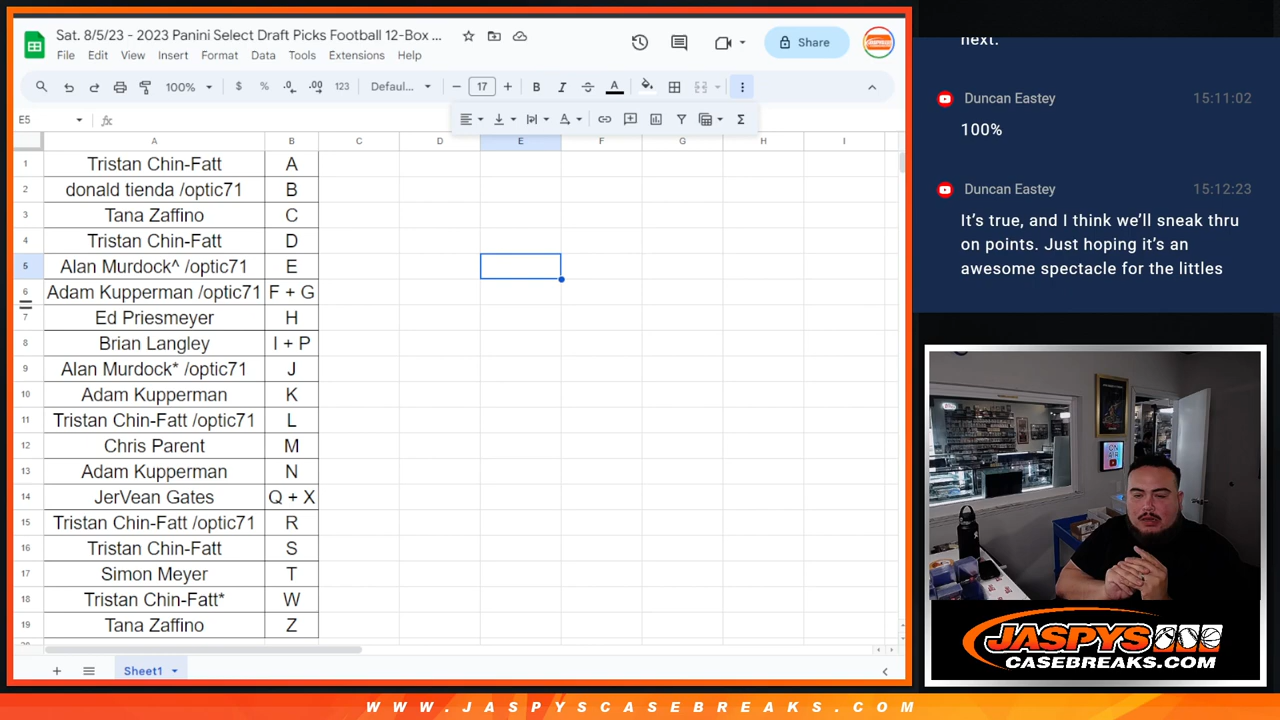 Sat. 8/5/23 - 2023 Panini Select Draft Picks Football 12-Box ...
File Edit View Insert Format Data Tools Extensions Help
Share
100% $ % .0 .00 123 Defaul... − 17 + B I S A
E5 fx
A B C D E F G H I
1 Tristan Chin-Fatt A
2 donald tienda /optic71 B
3 Tana Zaffino C
4 Tristan Chin-Fatt D
5 Alan Murdock^ /optic71 E
6 Adam Kupperman /optic71 F + G
7 Ed Priesmeyer H
8 Brian Langley I + P
9 Alan Murdock* /optic71 J
10 Adam Kupperman K
11 Tristan Chin-Fatt /optic71 L
12 Chris Parent M
13 Adam Kupperman N
14 JerVean Gates Q + X
15 Tristan Chin-Fatt /optic71 R
16 Tristan Chin-Fatt S
17 Simon Meyer T
18 Tristan Chin-Fatt* W
19 Tana Zaffino Z
+ Sheet1
next.
Duncan Eastey 15:11:02
100%
Duncan Eastey 15:12:23
It's true, and I think we'll sneak thru
on points. Just hoping it's an
awesome spectacle for the littles
ON
AIR
JASPYS
CASEBREAKS.COM
WWW.JASPYSCASEBREAKS.COM